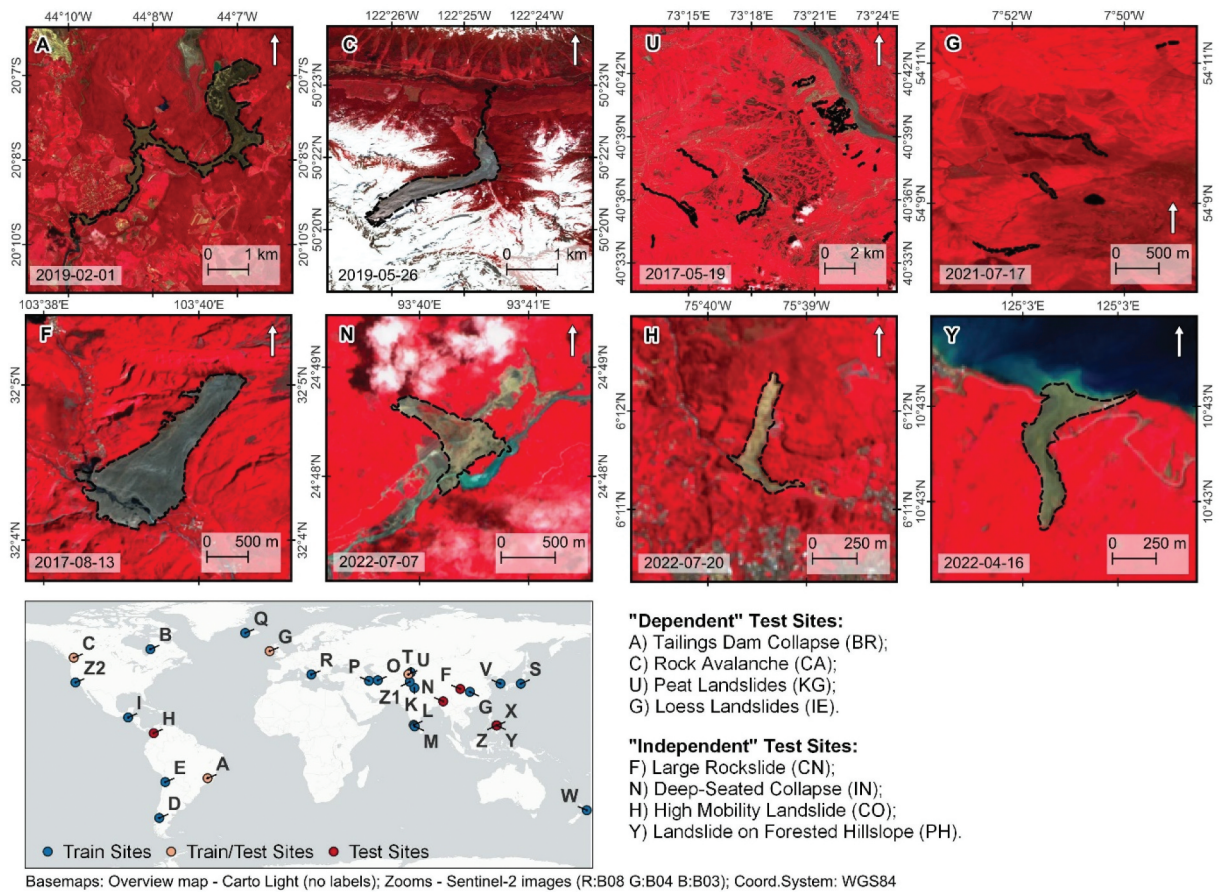 44°10'W 44°8'W 44°7'W
122°26'W 122°25'W 122°24'W
73°15'E 73°18'E 73°21'E 73°24'E
7°52'W 7°50'W
A
20°7'S
20°8'S
20°10'S
0 1 km
2019-02-01
C
50°23'N
50°22'N
50°20'N
0 1 km
2019-05-26
U
40°42'N
40°39'N
40°36'N
40°33'N
0 2 km
2017-05-19
G
54°11'N
54°9'N
0 500 m
2021-07-17
103°38'E 103°40'E
93°40'E 93°41'E
75°40'W 75°39'W
125°3'E 125°3'E
F
32°5'N
32°4'N
0 500 m
2017-08-13
N
24°49'N
24°48'N
0 500 m
2022-07-07
H
6°12'N
6°11'N
0 250 m
2022-07-20
Y
10°43'N
10°43'N
0 250 m
2022-04-16
Q
C B G
Z2 R P O T U F V S
Z1 N G
I K L X
H M Z Y
E A
D W
Train Sites Train/Test Sites Test Sites
"Dependent" Test Sites:
A) Tailings Dam Collapse (BR);
C) Rock Avalanche (CA);
U) Peat Landslides (KG);
G) Loess Landslides (IE).
"Independent" Test Sites:
F) Large Rockslide (CN);
N) Deep-Seated Collapse (IN);
H) High Mobility Landslide (CO);
Y) Landslide on Forested Hillslope (PH).
Basemaps: Overview map - Carto Light (no labels); Zooms - Sentinel-2 images (R:B08 G:B04 B:B03); Coord.System: WGS84